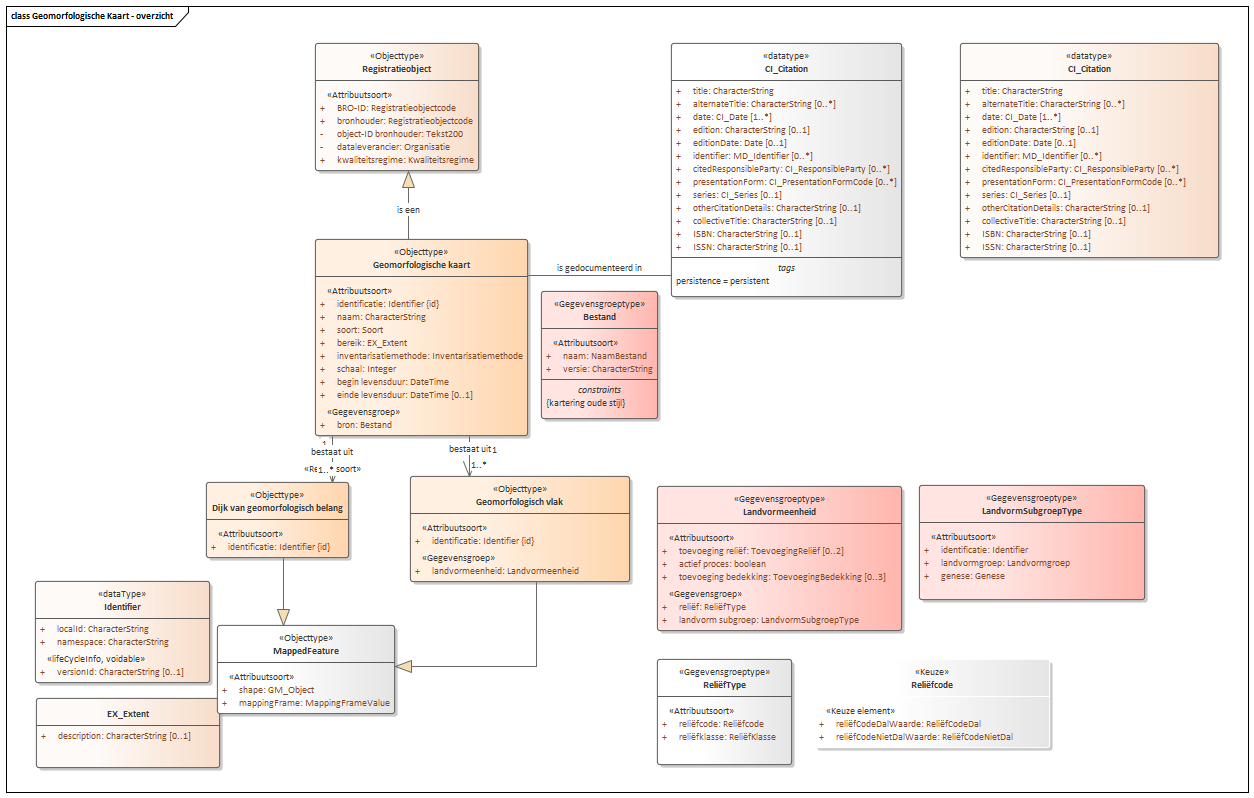 class Geomorfologische Kaart - overzicht
«Objecttype»
Registratieobject
«Attribuutsoort»
+ BRO-ID: Registratieobjectcode
+ bronhouder: Registratieobjectcode
- object-ID bronhouder: Tekst200
- dataleverancier: Organisatie
+ kwaliteitsregime: Kwaliteitsregime
«datatype»
CI_Citation
+ title: CharacterString
+ alternateTitle: CharacterString [0..*]
+ date: CI_Date [1..*]
+ edition: CharacterString [0..1]
+ editionDate: Date [0..1]
+ identifier: MD_Identifier [0..*]
+ citedResponsibleParty: CI_ResponsibleParty [0..*]
+ presentationForm: CI_PresentationFormCode [0..*]
+ series: CI_Series [0..1]
+ otherCitationDetails: CharacterString [0..1]
+ collectiveTitle: CharacterString [0..1]
+ ISBN: CharacterString [0..1]
+ ISSN: CharacterString [0..1]
tags
persistence = persistent
«datatype»
CI_Citation
+ title: CharacterString
+ alternateTitle: CharacterString [0..*]
+ date: CI_Date [1..*]
+ edition: CharacterString [0..1]
+ editionDate: Date [0..1]
+ identifier: MD_Identifier [0..*]
+ citedResponsibleParty: CI_ResponsibleParty [0..*]
+ presentationForm: CI_PresentationFormCode [0..*]
+ series: CI_Series [0..1]
+ otherCitationDetails: CharacterString [0..1]
+ collectiveTitle: CharacterString [0..1]
+ ISBN: CharacterString [0..1]
+ ISSN: CharacterString [0..1]
is een
«Objecttype»
Geomorfologische kaart
«Attribuutsoort»
+ identificatie: Identifier {id}
+ naam: CharacterString
+ soort: Soort
+ bereik: EX_Extent
+ inventarisatiemethode: Inventarisatiemethode
+ schaal: Integer
+ begin levensduur: DateTime
+ einde levensduur: DateTime [0..1]
«Gegevensgroep»
+ bron: Bestand
is gedocumenteerd in
«Gegevensgroeptype»
Bestand
«Attribuutsoort»
+ naam: NaamBestand
+ versie: CharacterString
constraints
{kartering oude stijl}
1
bestaat uit
1..* soort»
bestaat uit 1
1..*
«Objecttype»
Dijk van geomorfologisch belang
«Attribuutsoort»
+ identificatie: Identifier {id}
«Objecttype»
Geomorfologisch vlak
«Attribuutsoort»
+ identificatie: Identifier {id}
«Gegevensgroep»
+ landvormeenheid: Landvormeenheid
«Gegevensgroeptype»
Landvormeenheid
«Attribuutsoort»
+ toevoeging reliëf: ToevoegingReliëf [0..2]
+ actief proces: boolean
+ toevoeging bedekking: ToevoegingBedekking [0..3]
«Gegevensgroep»
+ reliëf: ReliëfType
+ landvorm subgroep: LandvormSubgroepType
«Gegevensgroeptype»
LandvormSubgroepType
«Attribuutsoort»
+ identificatie: Identifier
+ landvormgroep: Landvormgroep
+ genese: Genese
«dataType»
Identifier
+ localId: CharacterString
+ namespace: CharacterString
«lifeCycleInfo, voidable»
+ versionId: CharacterString [0..1]
«Objecttype»
MappedFeature
«Attribuutsoort»
+ shape: GM_Object
+ mappingFrame: MappingFrameValue
EX_Extent
+ description: CharacterString [0..1]
«Gegevensgroeptype»
ReliëfType
«Attribuutsoort»
+ reliëfcode: Reliëfcode
+ reliëfklasse: ReliëfKlasse
«Keuze»
Reliëfcode
«Keuze element»
+ reliëfCodeDalWaarde: ReliëfCodeDal
+ reliëfCodeNietDalWaarde: ReliëfCodeNietDal